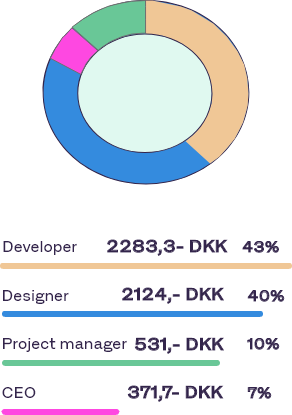 Developer 2283,3- DKK 43%
Designer 2124,- DKK 40%
Project manager 531,- DKK 10%
CEO 371,7- DKK 7%